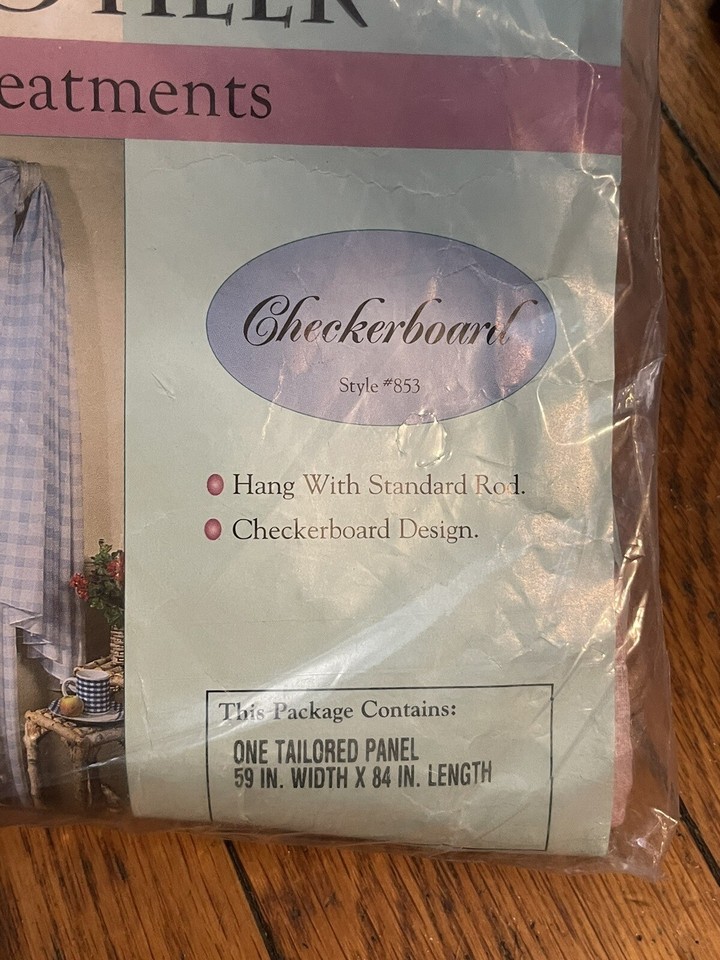 eatments
Checkerboard
Style #853
Hang With Standard Rod.
Checkerboard Design.
This Package Contains:
ONE TAILORED PANEL
59 IN. WIDTH X 84 IN. LENGTH